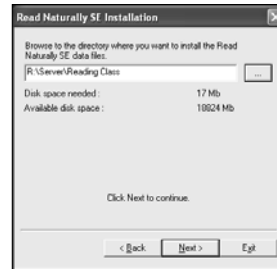 Read Naturally SE Installation
Browse to the directory where you want to install the Read
Naturally SE data files.
R:\Server\Reading Class
...
Disk space needed : 17 Mb
Available disk space : 18824 Mb
Click Next to continue.
< Back Next > Exit